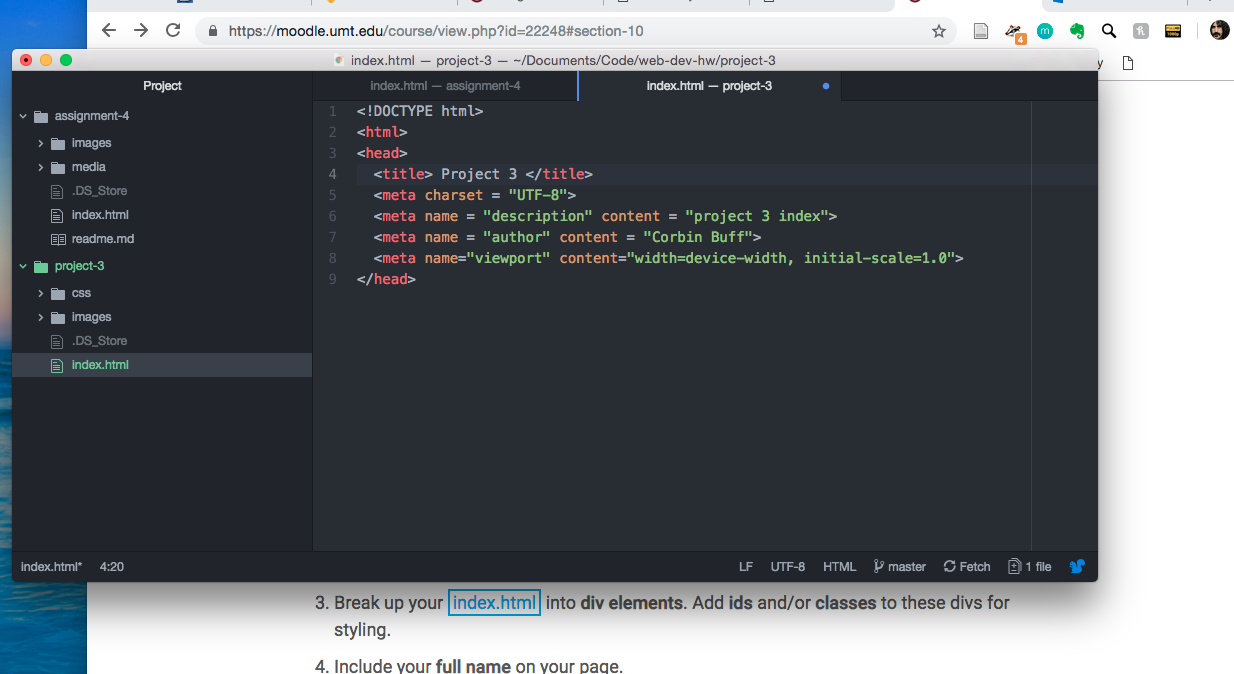 https://moodle.umt.edu/course/view.php?id=22248#section-10
4
m
1080p
y
index.html — project-3 — ~/Documents/Code/web-dev-hw/project-3
Project
index.html — assignment-4
index.html — project-3
assignment-4
images
media
.DS_Store
index.html
readme.md
project-3
css
images
.DS_Store
index.html
1 <!DOCTYPE html>
2 <html>
3 <head>
4 <title> Project 3 </title>
5 <meta charset = "UTF-8">
6 <meta name = "description" content = "project 3 index">
7 <meta name = "author" content = "Corbin Buff">
8 <meta name="viewport" content="width=device-width, initial-scale=1.0">
9 </head>
index.html* 4:20 LF UTF-8 HTML master Fetch 1 file
3. Break up your index.html into div elements. Add ids and/or classes to these divs for
styling.
4. Include your full name on your page.